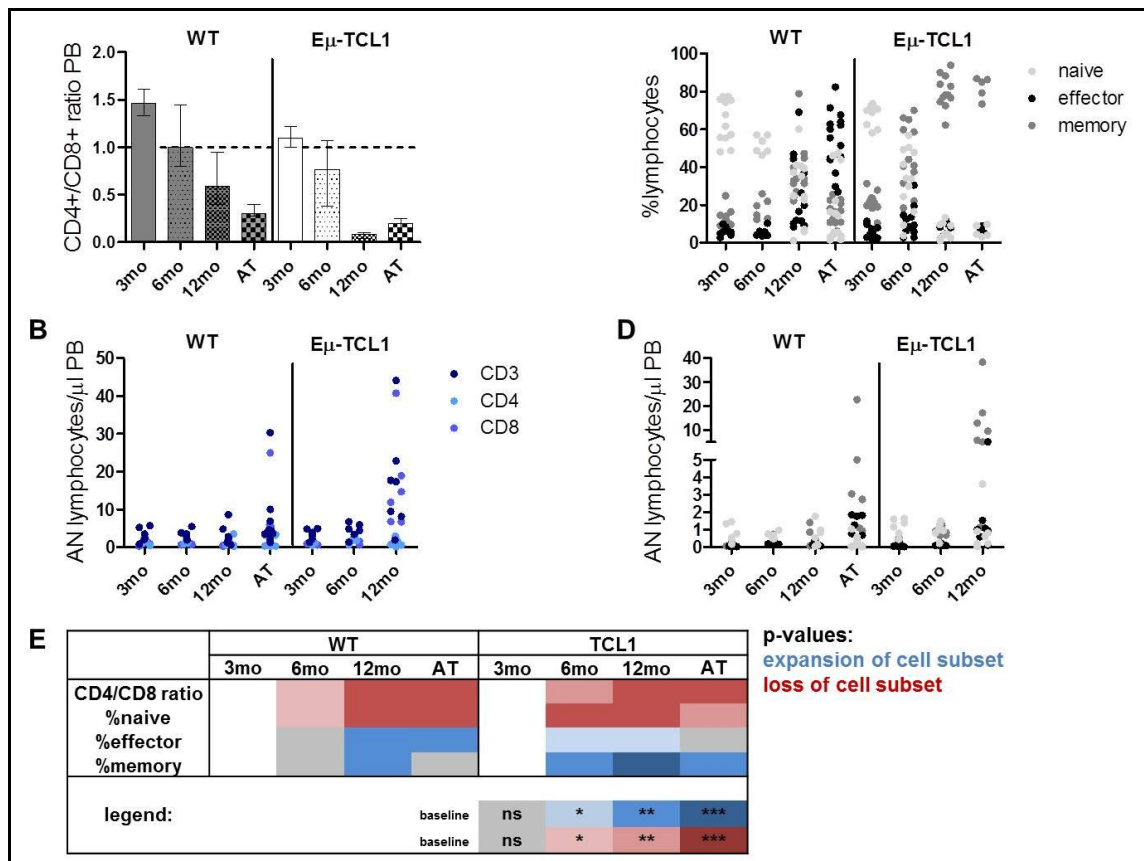 WT Eμ-TCL1
CD4+/CD8+ ratio PB
2.0
1.5
1.0
0.5
0.0
3mo 6mo 12mo AT 3mo 6mo 12mo AT
WT Eμ-TCL1
%lymphocytes
100
80
60
40
20
0
3mo 6mo 12mo AT 3mo 6mo 12mo AT
naive
effector
memory
B
WT Eμ-TCL1
AN lymphocytes/μl PB
50
40
30
20
10
0
3mo 6mo 12mo AT 3mo 6mo 12mo
CD3
CD4
CD8
D
WT Eμ-TCL1
AN lymphocytes/μl PB
40
30
20
10
5
4
3
2
1
0
3mo 6mo 12mo AT 3mo 6mo 12mo
E
WT TCL1
3mo 6mo 12mo AT 3mo 6mo 12mo AT
CD4/CD8 ratio
%naive
%effector
%memory
legend: baseline ns * ** ***
baseline ns * ** ***
p-values:
expansion of cell subset
loss of cell subset